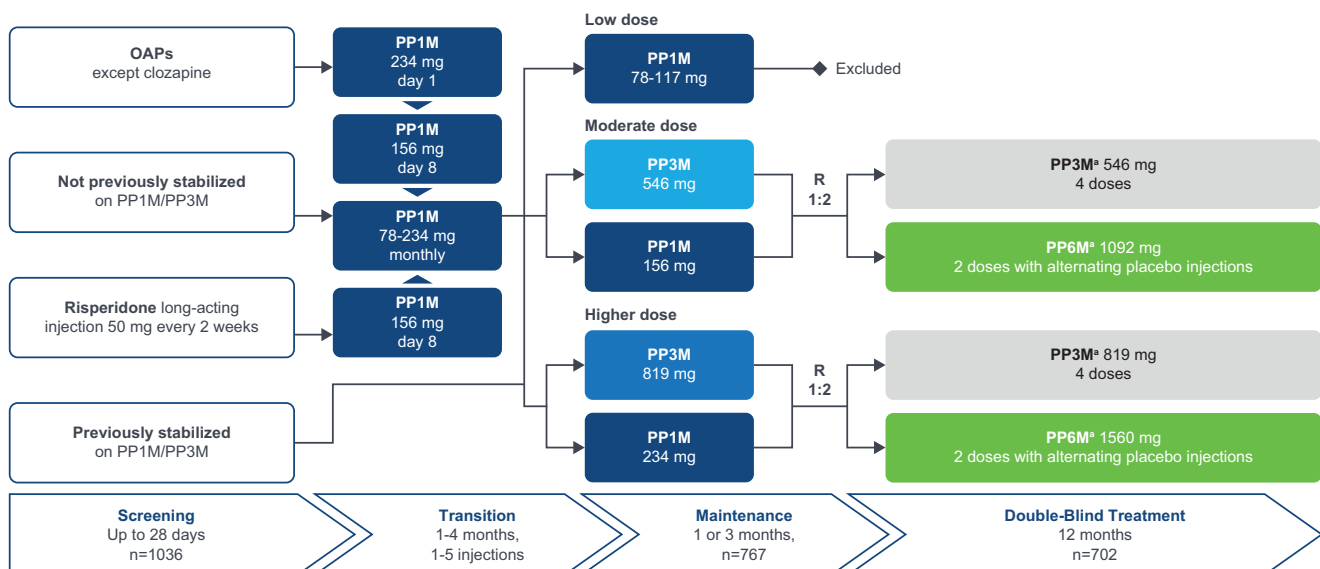 OAPs
except clozapine
Not previously stabilized
on PP1M/PP3M
Risperidone long-acting
injection 50 mg every 2 weeks
Previously stabilized
on PP1M/PP3M
PP1M
234 mg
day 1
PP1M
156 mg
day 8
PP1M
78-234 mg
monthly
PP1M
156 mg
day 8
Low dose
PP1M
78-117 mg
Excluded
Moderate dose
PP3M
546 mg
PP1M
156 mg
R
1:2
PP3Mª 546 mg
4 doses
PP6Mª 1092 mg
2 doses with alternating placebo injections
Higher dose
PP3M
819 mg
PP1M
234 mg
R
1:2
PP3Mª 819 mg
4 doses
PP6Mª 1560 mg
2 doses with alternating placebo injections
Screening
Up to 28 days
n=1036
Transition
1-4 months,
1-5 injections
Maintenance
1 or 3 months,
n=767
Double-Blind Treatment
12 months
n=702